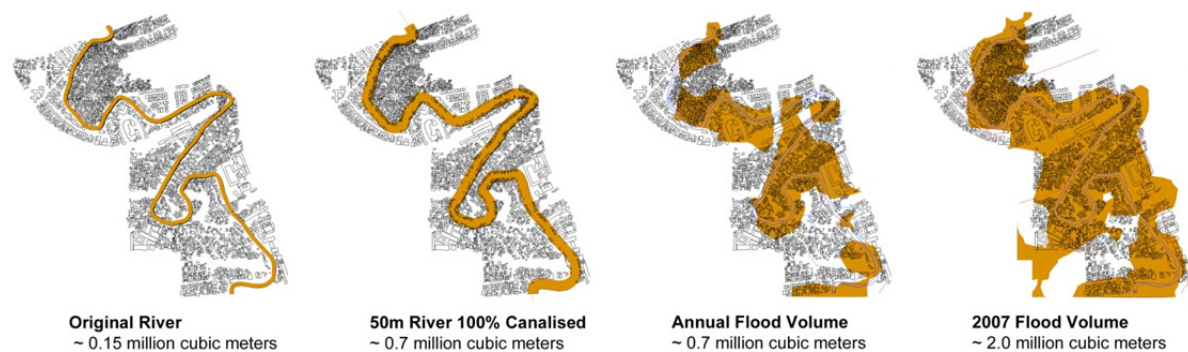 Original River
~ 0.15 million cubic meters
50m River 100% Canalised
~ 0.7 million cubic meters
Annual Flood Volume
~ 0.7 million cubic meters
2007 Flood Volume
~ 2.0 million cubic meters